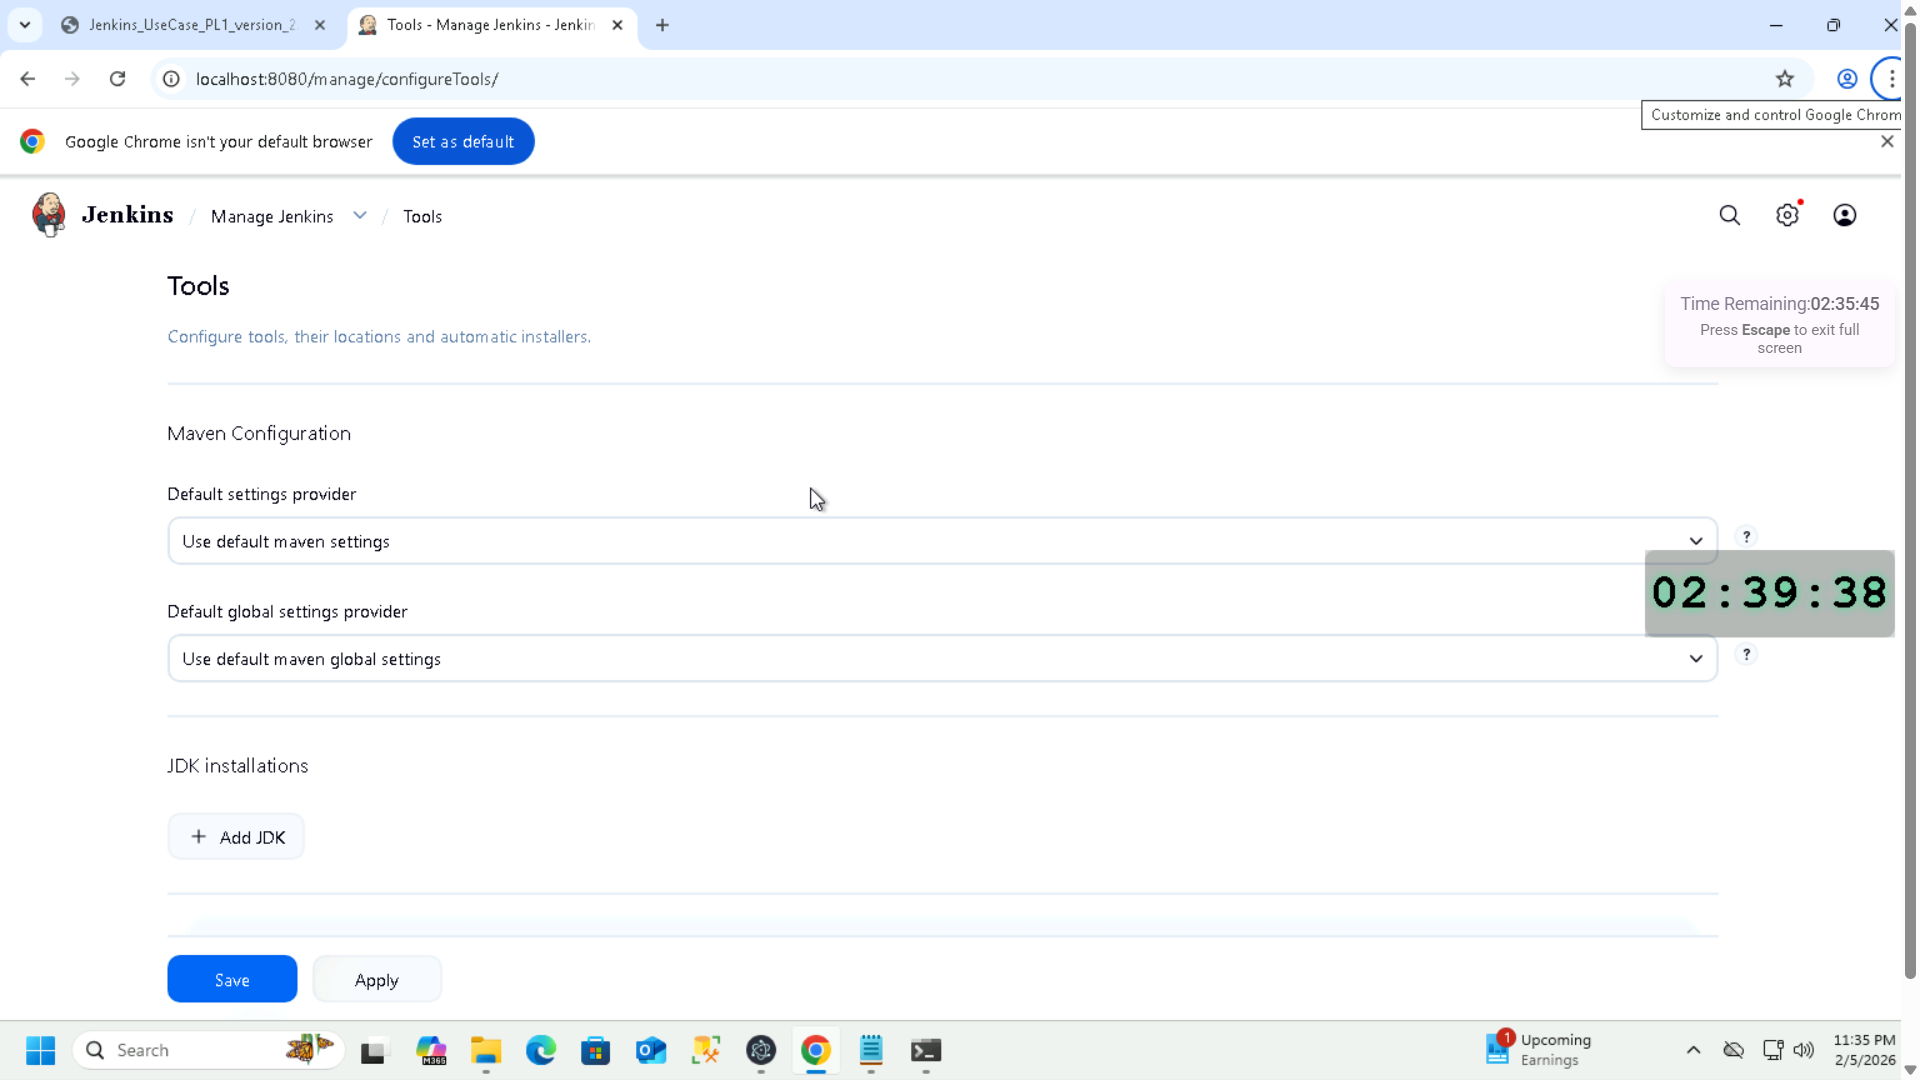 Jenkins_UseCase_PL1_version_2
Tools - Manage Jenkins - Jenkin
localhost:8080/manage/configureTools/
Customize and control Google Chrom
Google Chrome isn't your default browser
Set as default
Jenkins / Manage Jenkins / Tools
Tools
Time Remaining:02:35:45
Press Escape to exit full
screen
Configure tools, their locations and automatic installers.
Maven Configuration
Default settings provider
Use default maven settings
?
02:39:38
Default global settings provider
Use default maven global settings
?
JDK installations
+ Add JDK
Save
Apply
Search
M365
1
Upcoming
Earnings
11:35 PM
2/5/2026